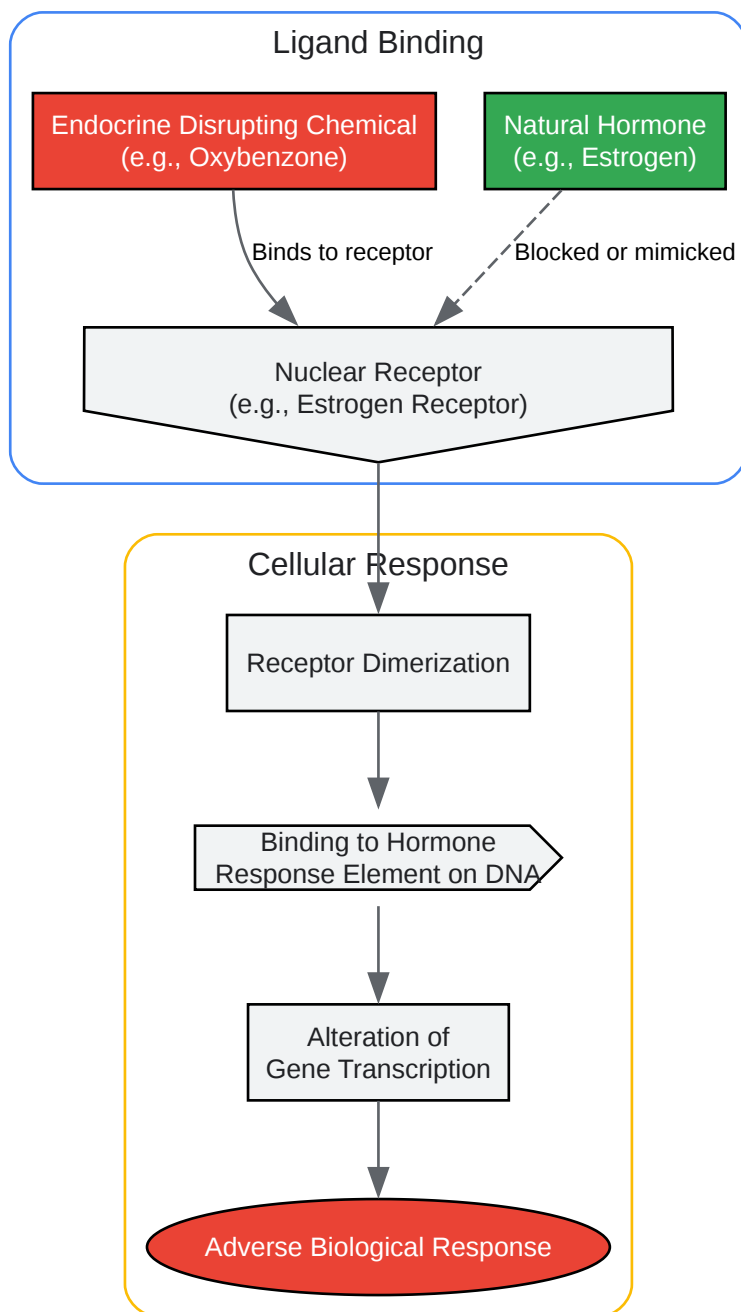 Ligand Binding
Endocrine Disrupting Chemical
(e.g., Oxybenzone)
Natural Hormone
(e.g., Estrogen)
Binds to receptor
Blocked or mimicked
Nuclear Receptor
(e.g., Estrogen Receptor)
Cellular Response
Receptor Dimerization
Binding to Hormone
Response Element on DNA
Alteration of
Gene Transcription
Adverse Biological Response